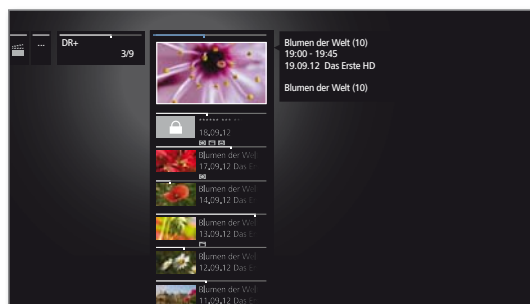 ...
DR+
3/9
Blumen der Welt (10)
19:00 - 19:45
19.09.12 Das Erste HD
Blumen der Welt (10)
****** *** **
18.09.12
Blumen der Wel
17.09.12 Das E
Blumen der Wel
14.09.12 Das E
Blumen der Wel
13.09.12 Das E
Blumen der Wel
12.09.12 Das E
Blumen der Wel
11.09.12 Das E